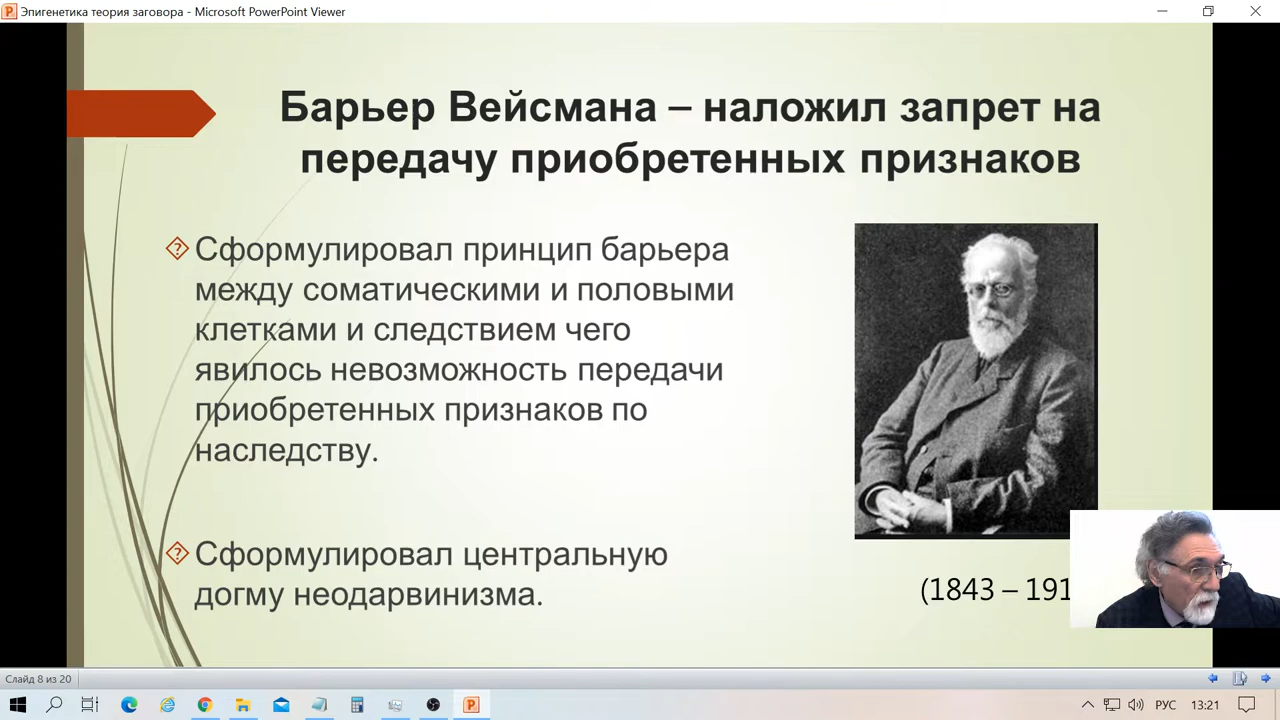 Эпигенетика теория заговора - Microsoft PowerPoint Viewer
Барьер Вейсмана – наложил запрет на
передачу приобретенных признаков
Сформулировал принцип барьера
между соматическими и половыми
клетками и следствием чего
явилось невозможность передачи
приобретенных признаков по
наследству.
Сформулировал центральную
догму неодарвинизма.
(1843 – 191
Слайд 8 из 20
РУС
13:21